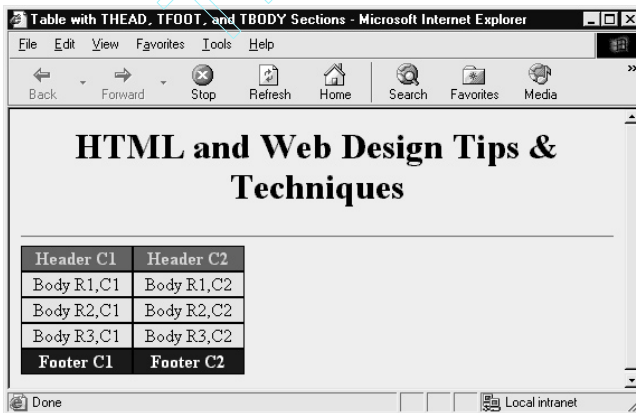 Table with THEAD, TFOOT, and TBODY Sections - Microsoft Internet Explorer
File Edit View Favorites Tools Help
Back Forward Stop Refresh Home Search Favorites Media »
HTML and Web Design Tips &
Techniques
Header C1 Header C2
Body R1,C1 Body R1,C2
Body R2,C1 Body R2,C2
Body R3,C1 Body R3,C2
Footer C1 Footer C2
Done Local intranet